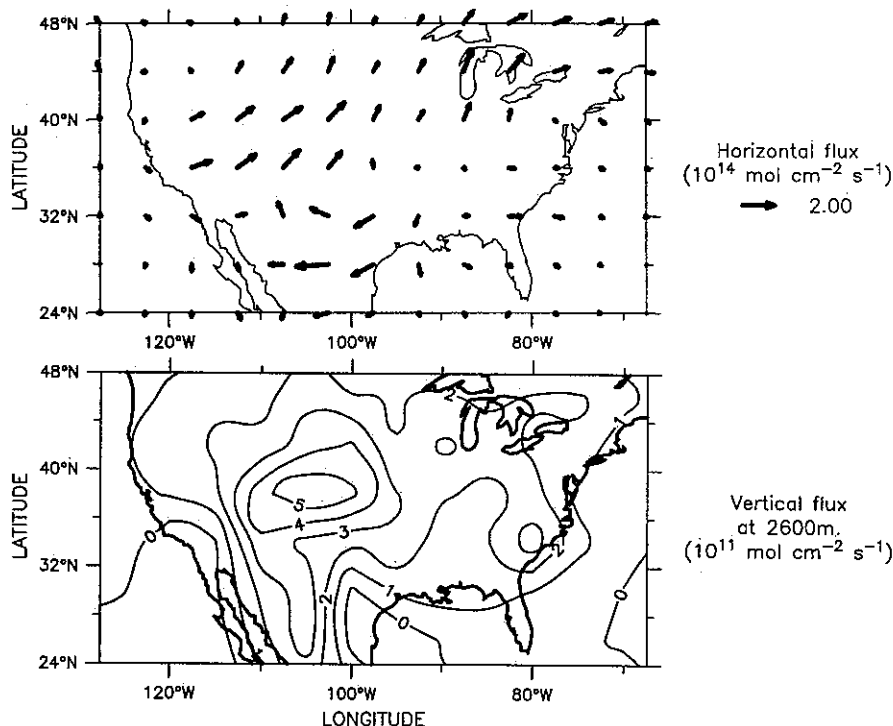 48°N
40°N
32°N
24°N
LATITUDE
120°W
100°W
80°W
Horizontal flux
(10¹⁴ mol cm⁻² s⁻¹)
2.00
48°N
40°N
32°N
24°N
LATITUDE
0
2
1
5
4
3
2
1
0
2
0
120°W
100°W
80°W
LONGITUDE
Vertical flux
at 2600m
(10¹¹ mol cm⁻² s⁻¹)